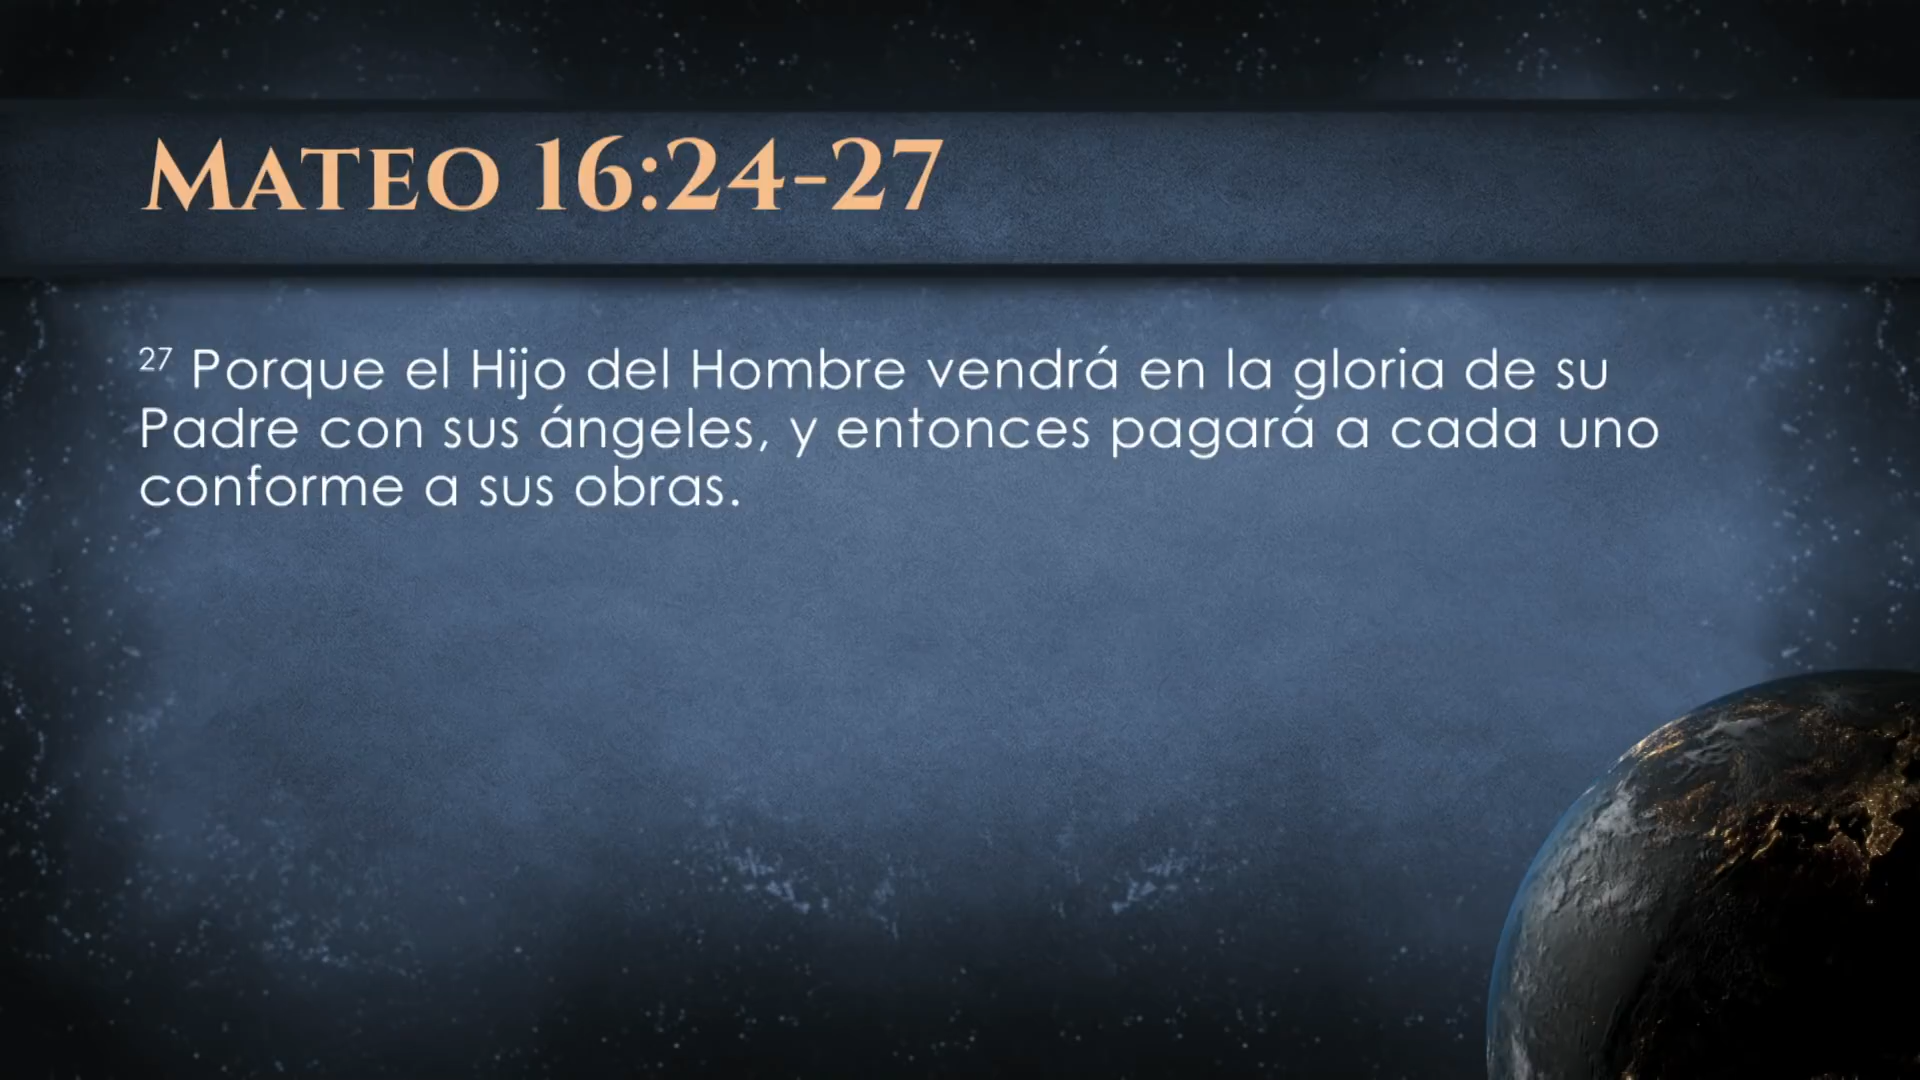 Mateo 16:24-27
27 Porque el Hijo del Hombre vendrá en la gloria de su
Padre con sus ángeles, y entonces pagará a cada uno
conforme a sus obras.